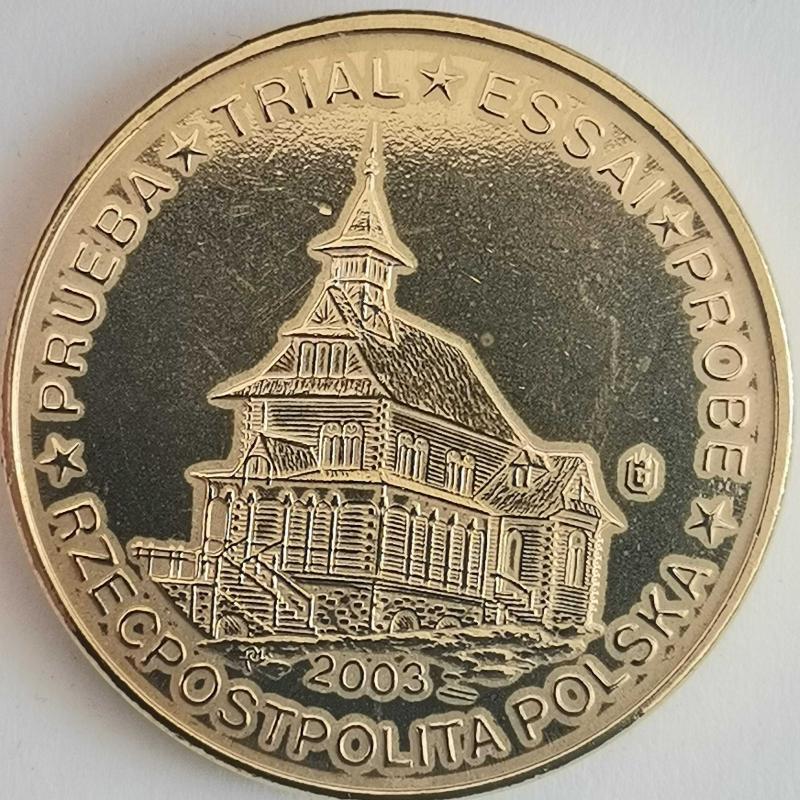 PRUEBA ★ TRIAL ★ ESSAI ★ PROBE
★ RZECPOSTPOLITA POLSKA ★
2003